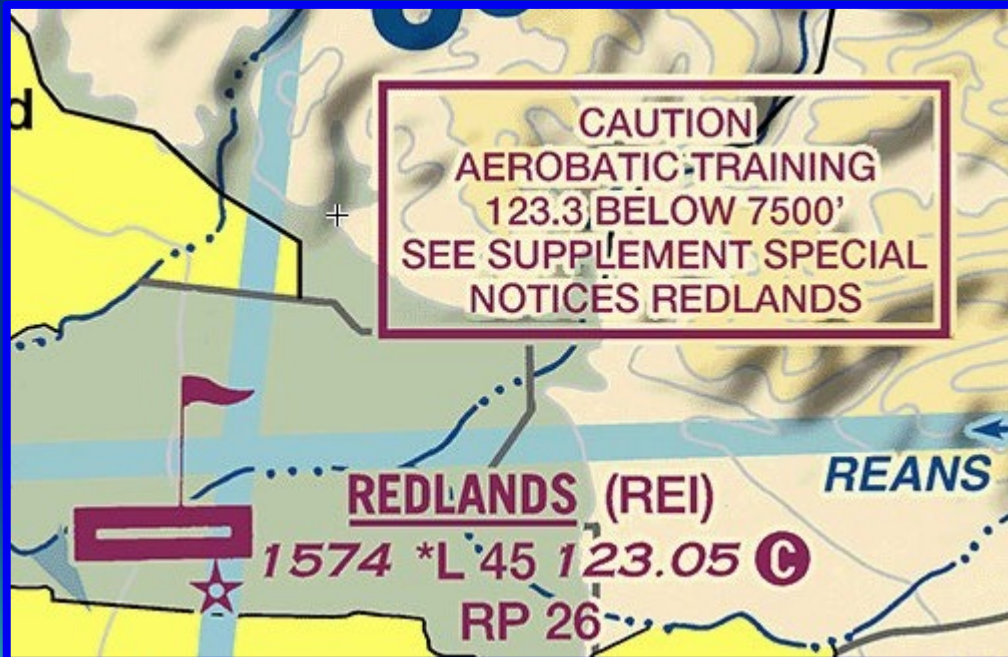 d
CAUTION
AEROBATIC TRAINING
123.3 BELOW 7500’
SEE SUPPLEMENT SPECIAL
NOTICES REDLANDS
REANS
REDLANDS (REI)
1574 *L 45 123.05 C
RP 26